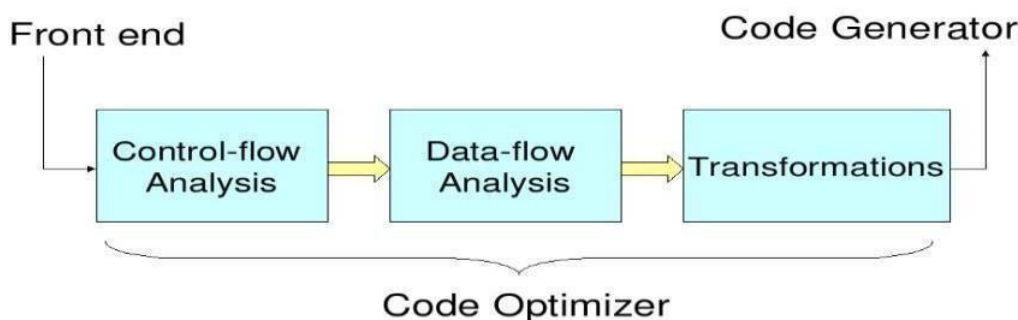 Front end
Code Generator
Control-flow
Analysis
Data-flow
Analysis
Transformations
Code Optimizer